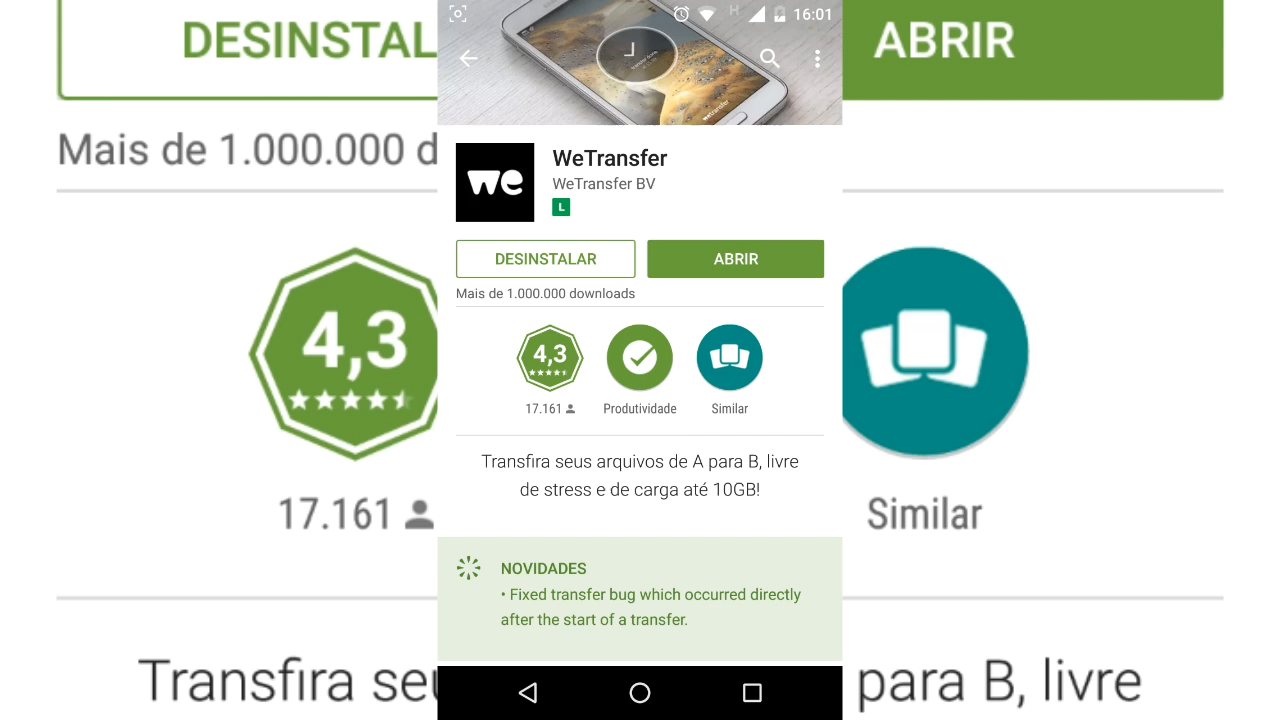 DESINSTAL
ABRIR
Mais de 1.000.000 d
4,3
17.161
Similar
Transfira seu
para B, livre
H
16:01
wetransfer
we
WeTransfer
WeTransfer BV
L
DESINSTALAR
ABRIR
Mais de 1.000.000 downloads
4,3
17.161
Produtividade
Similar
Transfira seus arquivos de A para B, livre
de stress e de carga até 10GB!
NOVIDADES
• Fixed transfer bug which occurred directly
after the start of a transfer.